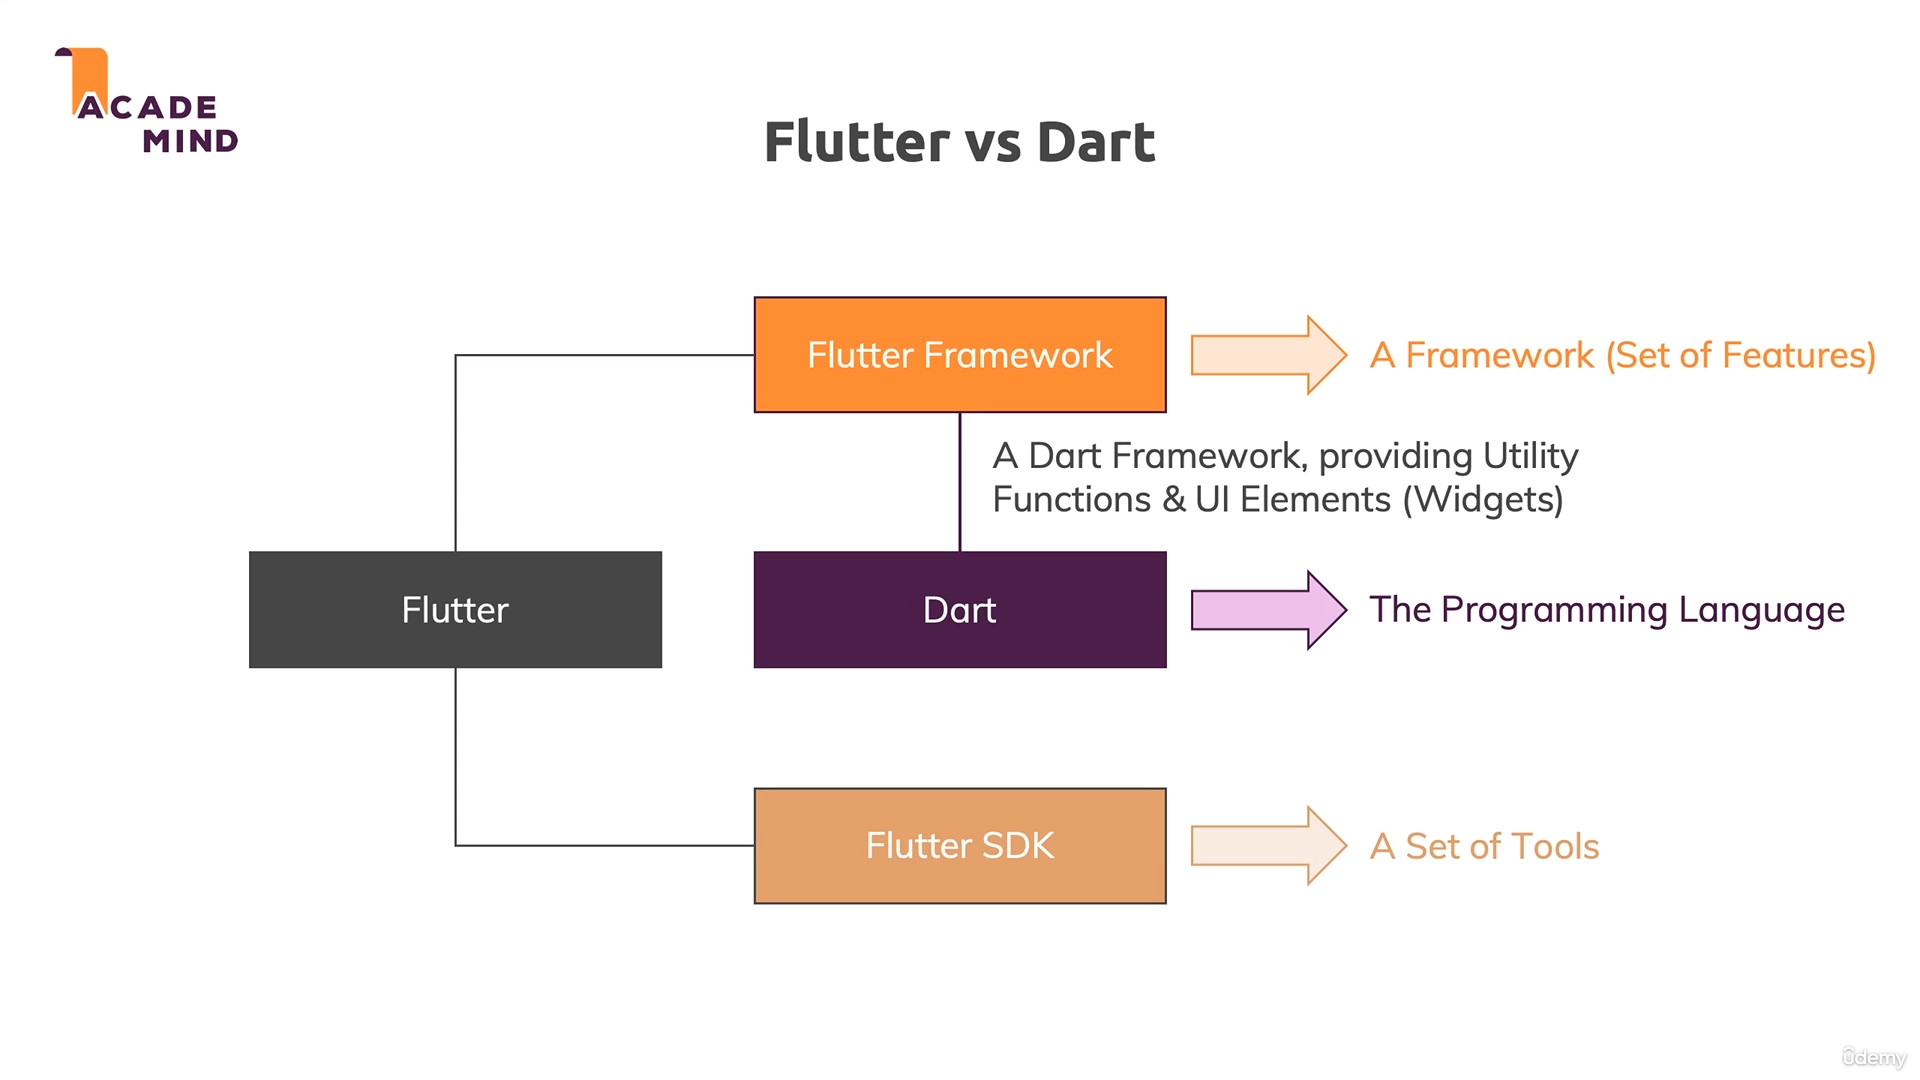 ACADE
MIND
Flutter vs Dart
Flutter Framework
A Framework (Set of Features)
A Dart Framework, providing Utility
Functions & UI Elements (Widgets)
Flutter
Dart
The Programming Language
Flutter SDK
A Set of Tools
ûdemy